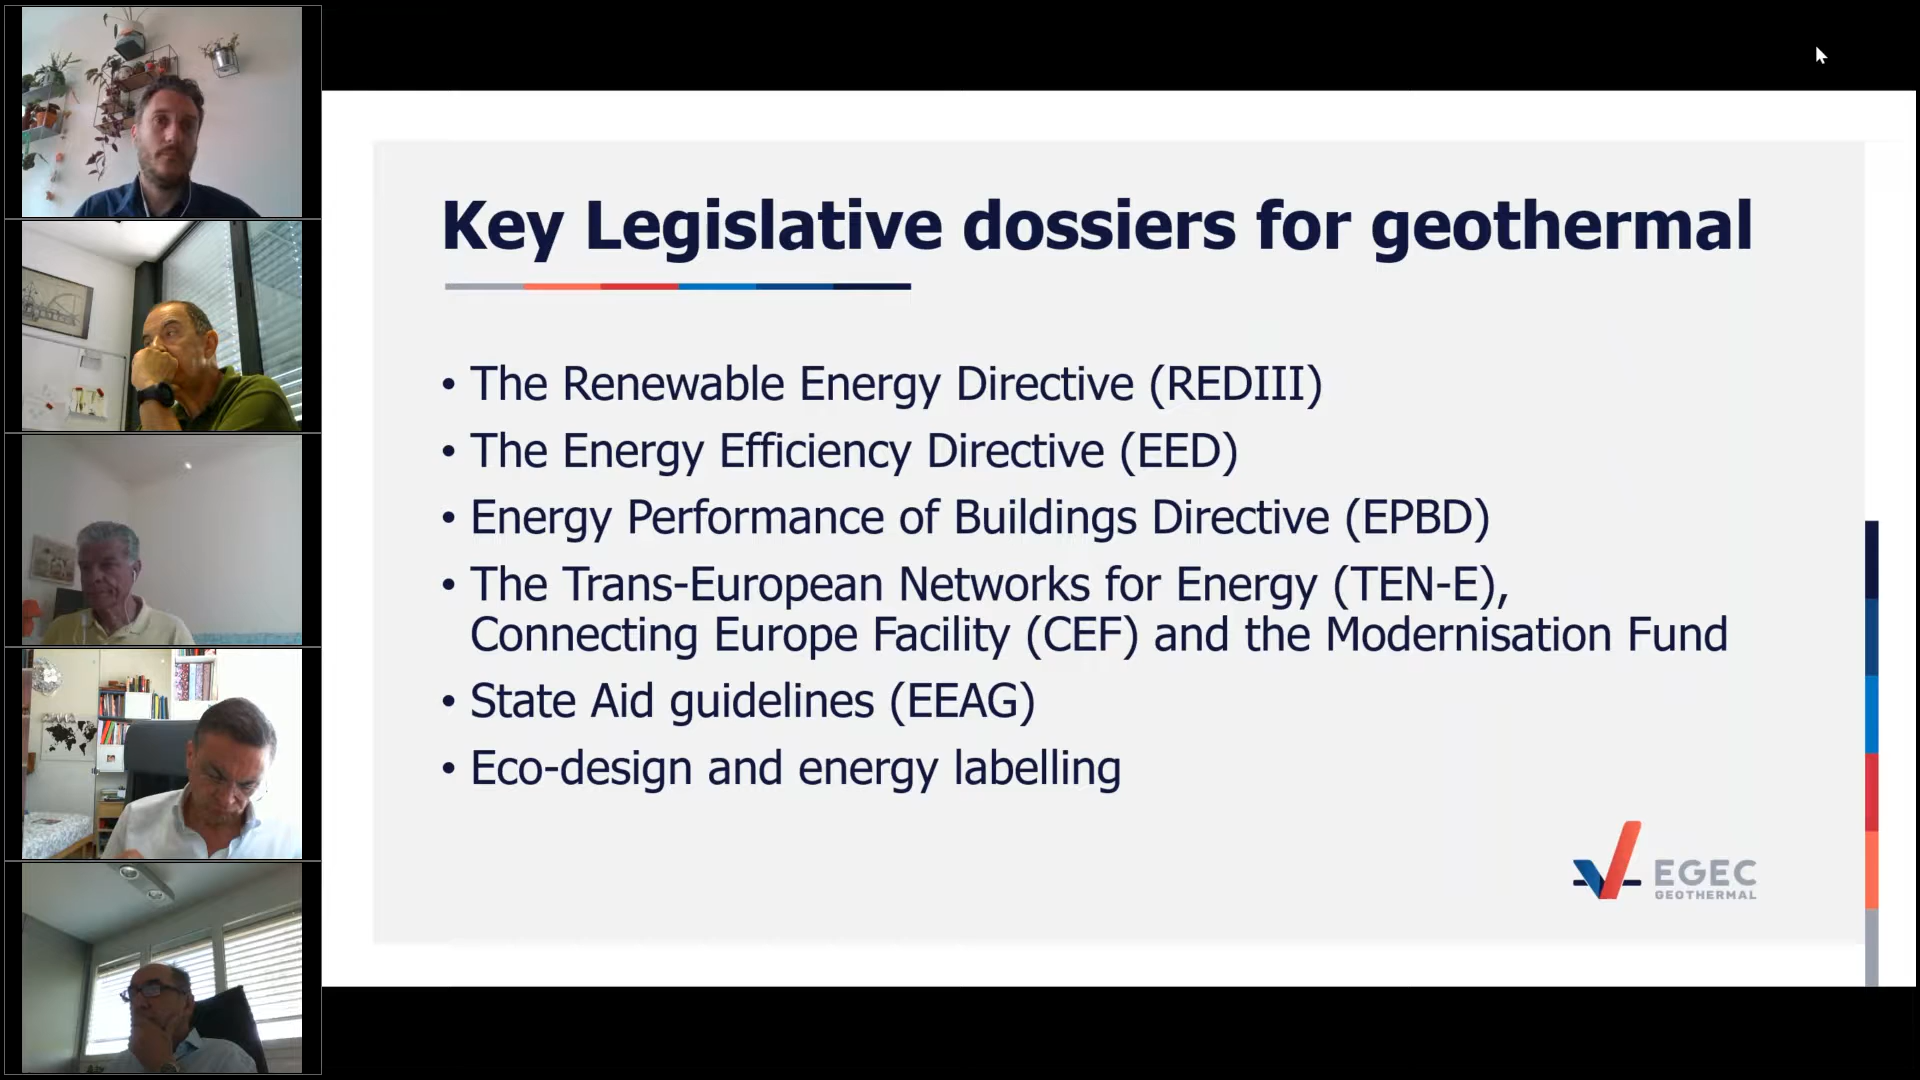 Key Legislative dossiers for geothermal
• The Renewable Energy Directive (REDIII)
• The Energy Efficiency Directive (EED)
• Energy Performance of Buildings Directive (EPBD)
• The Trans-European Networks for Energy (TEN-E),
Connecting Europe Facility (CEF) and the Modernisation Fund
• State Aid guidelines (EEAG)
• Eco-design and energy labelling
EGEC
GEOTHERMAL